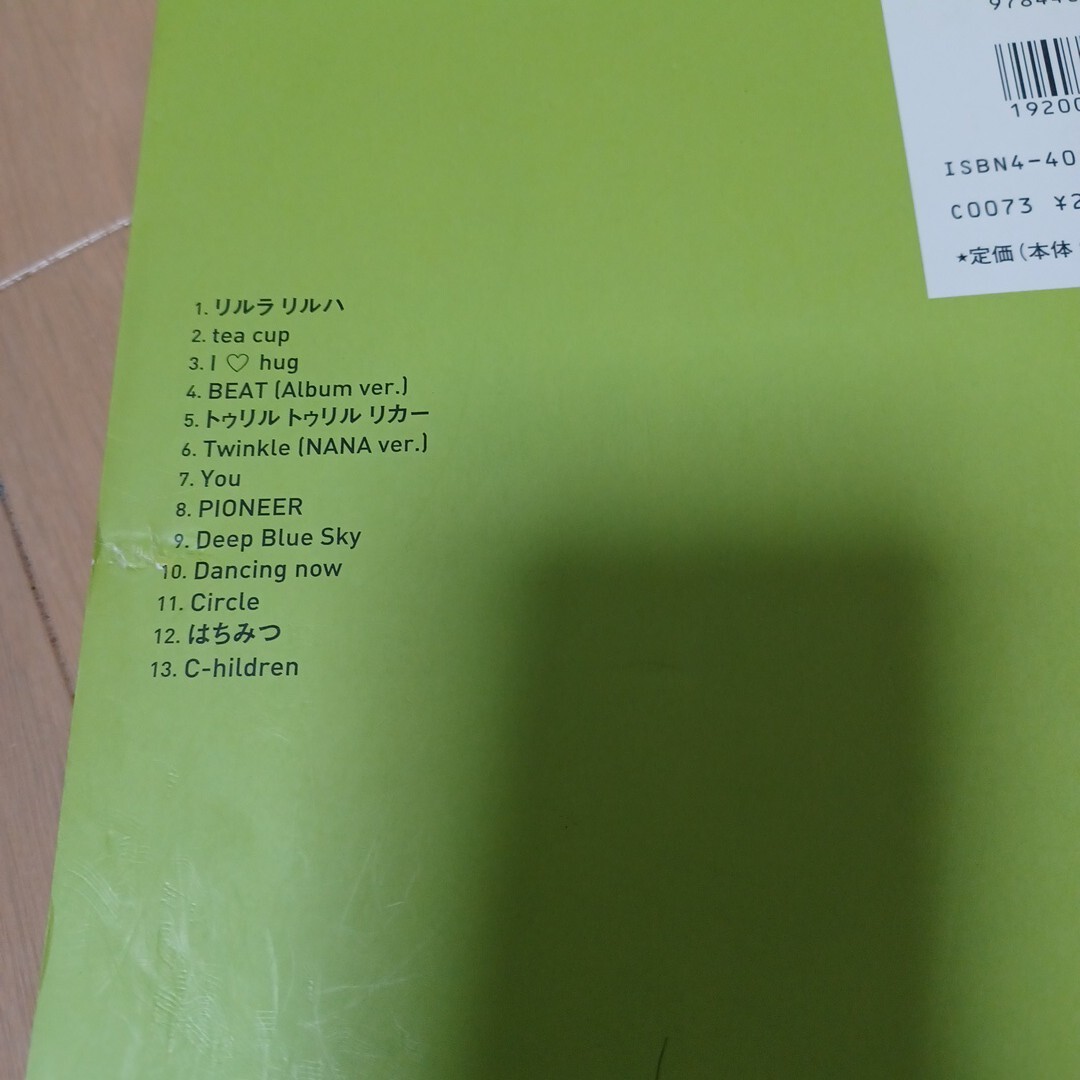 1. リルラ リルハ
2. tea cup
3. I ♡ hug
4. BEAT (Album ver.)
5. トゥリル トゥリル リカー
6. Twinkle (NANA ver.)
7. You
8. PIONEER
9. Deep Blue Sky
10. Dancing now
11. Circle
12. はちみつ
13. C-hildren
97844
1920
ISBN4-40
C0073 ¥2
★定価(本体